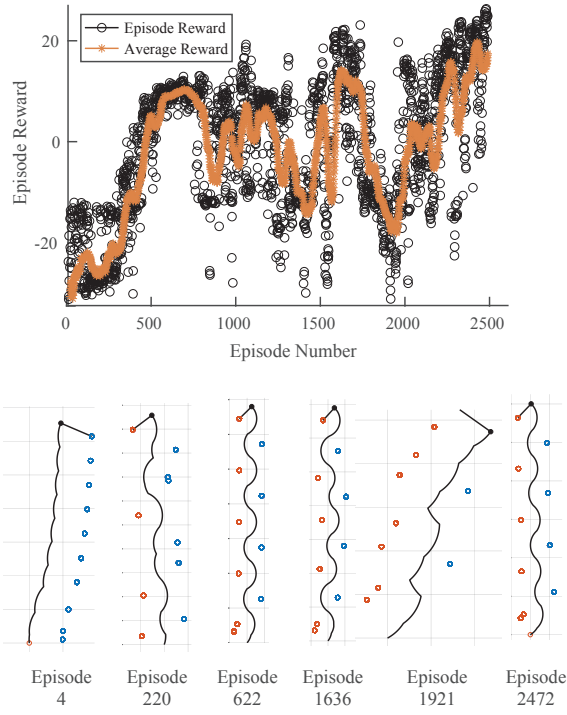 Episode Reward
Average Reward
20
0
-20
Episode Reward
0
500
1000
1500
2000
2500
Episode Number
Episode
4
Episode
220
Episode
622
Episode
1636
Episode
1921
Episode
2472